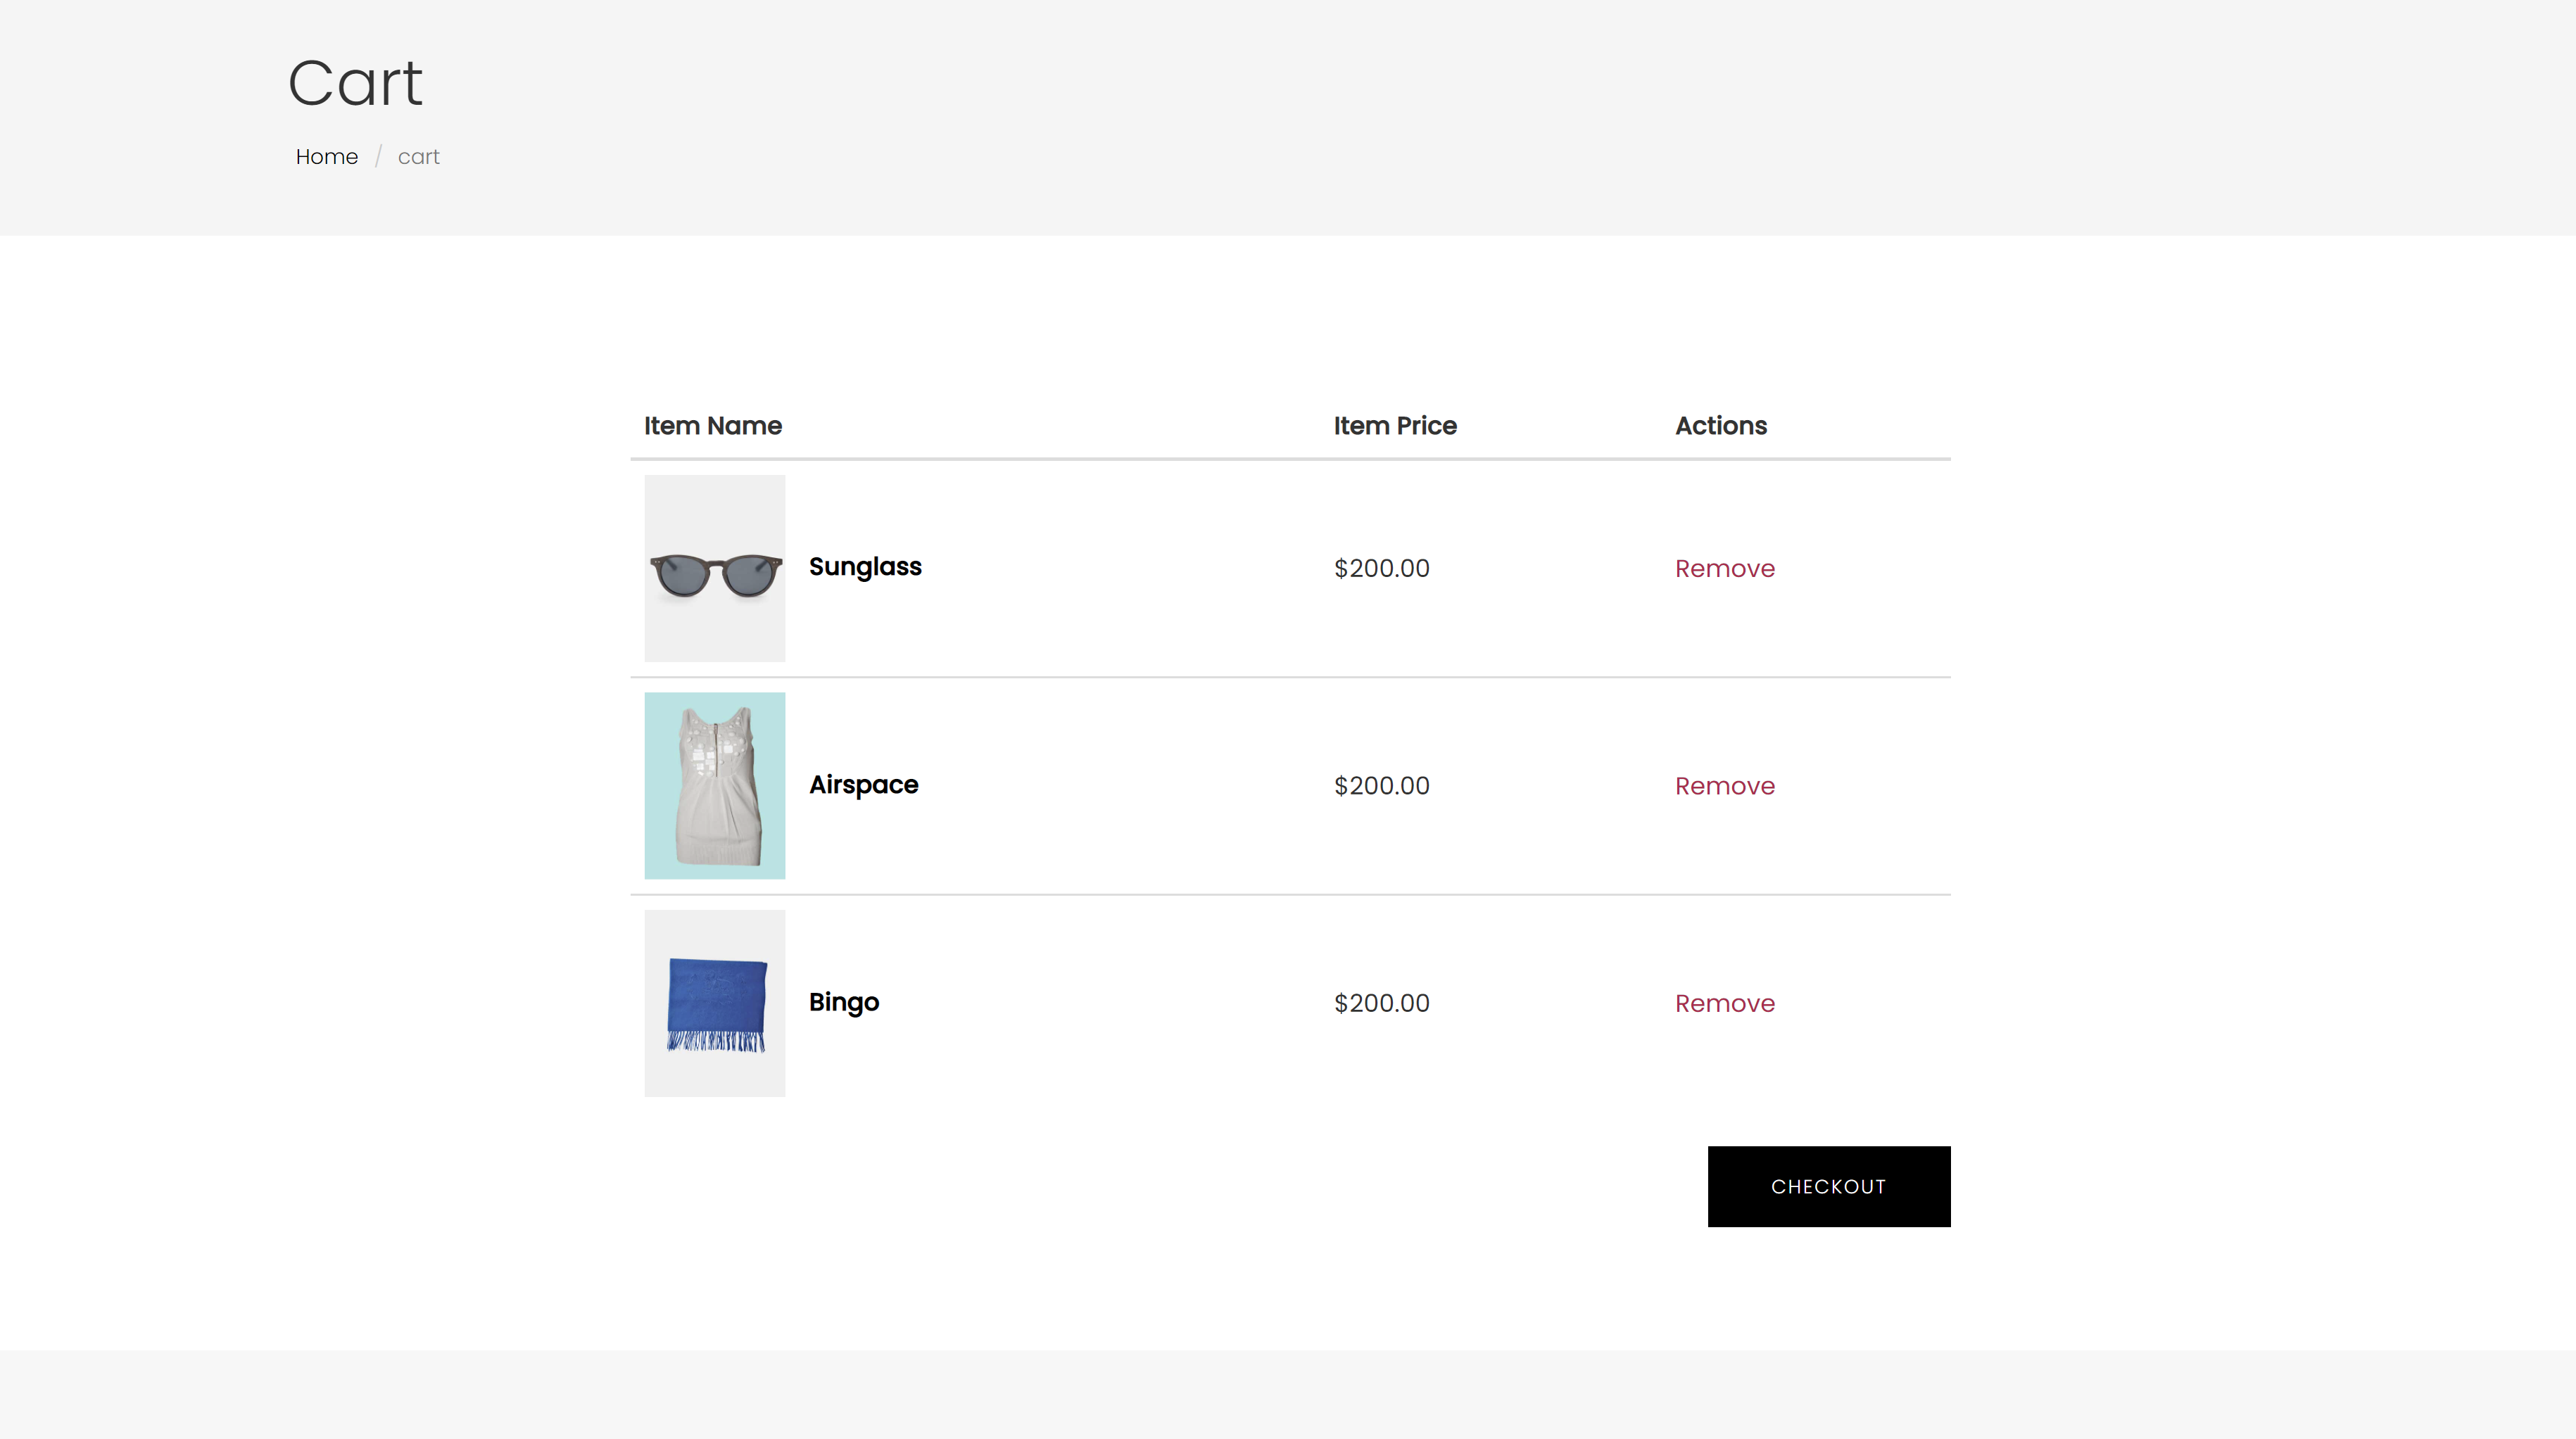 Cart
Home / cart
Item Name Item Price Actions
Sunglass $200.00 Remove
Airspace $200.00 Remove
Bingo $200.00 Remove
CHECKOUT